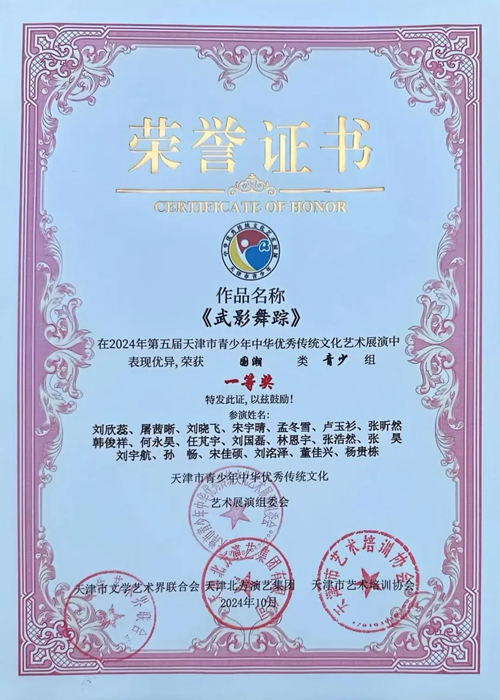 荣誉证书
CERTIFICATE OF HONOR
作品名称
《武影舞踪》
在2024年第五届天津市青少年中华优秀传统文化艺术展演中
表现优异,荣获 国潮 类 青少 组
一等奖
特发此证,以兹鼓励!
参演姓名:
刘欣蕊、屠茜晰、刘晓飞、宋宇晴、孟冬雪、卢玉衫、张昕然
韩俊祥、何永昊、任芃宇、刘国磊、林恩宇、张浩然、张 昊
刘宇航、孙 畅、宋佳硕、刘洺泽、董佳兴、杨贵栋
天津市青少年中华优秀传统文化
艺术展演组委会
天津市文学艺术界联合会 天津北方演艺集团 天津市艺术培训协会
2024年10月
天津市艺术培训协会